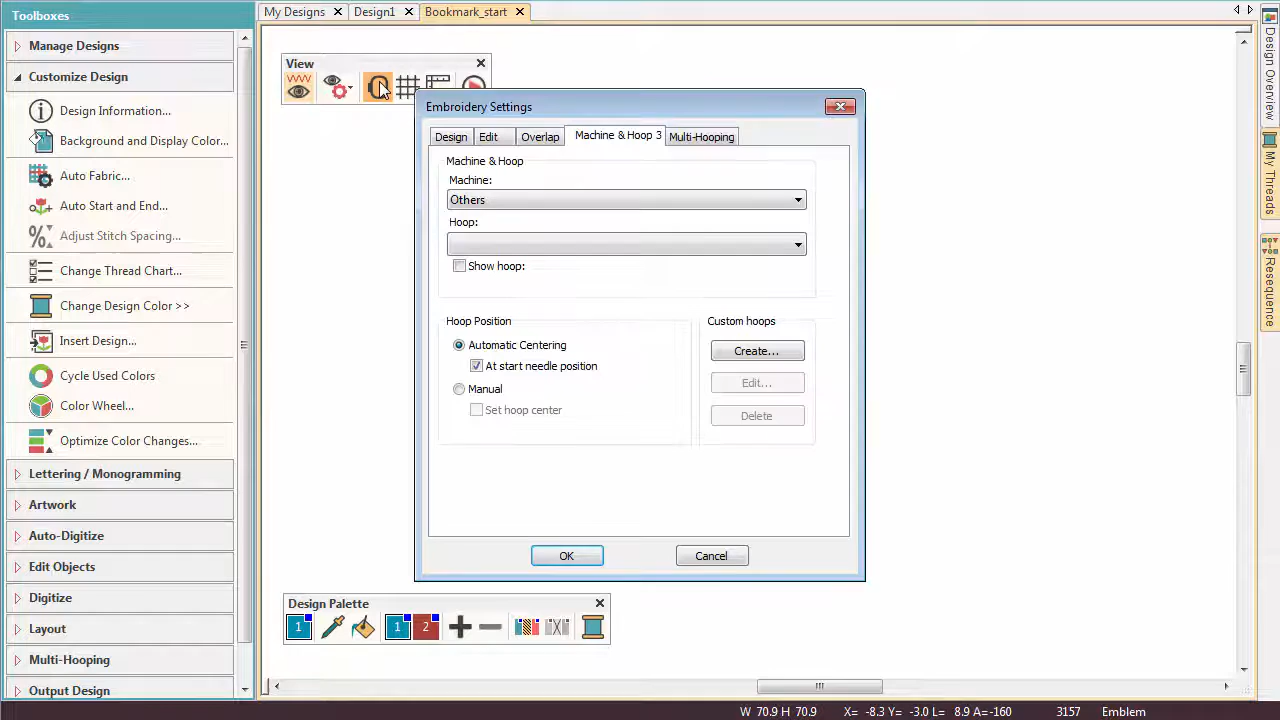 Toolboxes
Manage Designs
Customize Design
Design Information...
Background and Display Color...
Auto Fabric...
Auto Start and End...
Adjust Stitch Spacing...
Change Thread Chart...
Change Design Color >>
Insert Design...
Cycle Used Colors
Color Wheel...
Optimize Color Changes...
Lettering / Monogramming
Artwork
Auto-Digitize
Edit Objects
Digitize
Layout
Multi-Hooping
Output Design
My Designs
Design1
Bookmark_start
View
Embroidery Settings
Design
Edit
Overlap
Machine & Hoop 3
Multi-Hooping
Machine & Hoop
Machine:
Others
Hoop:
Show hoop:
Hoop Position
Automatic Centering
At start needle position
Manual
Set hoop center
Custom hoops
Create...
Edit...
Delete
OK
Cancel
Design Palette
1
1
2
Design Overview
My Threads
Resequence
W 70.9 H 70.9
X= -8.3 Y= -3.0 L= 8.9 A=-160
3157
Emblem